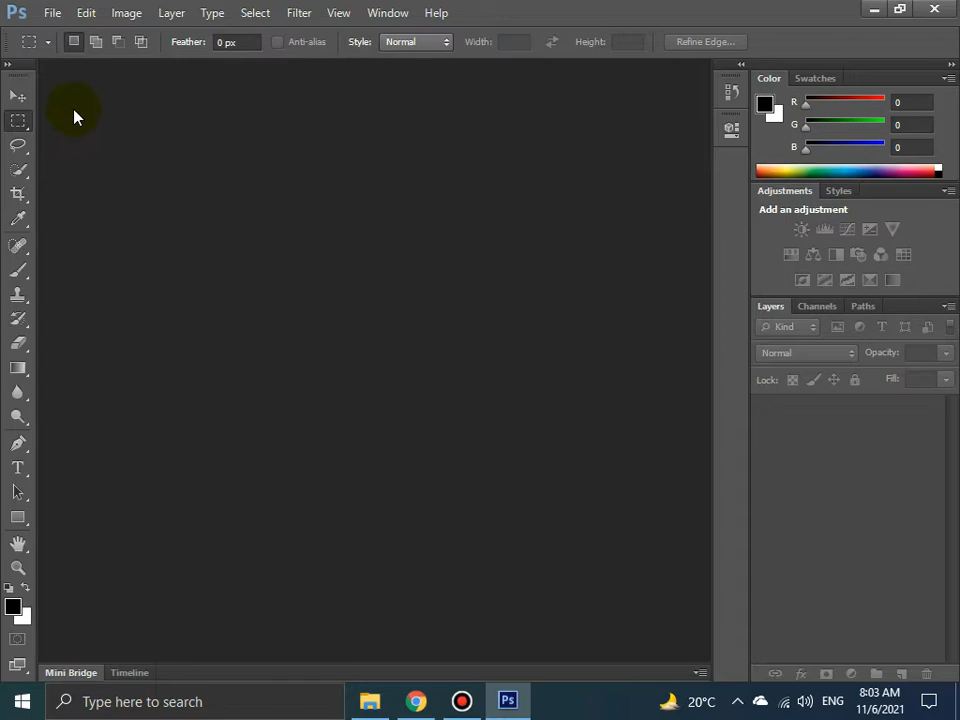 Ps File Edit Image Layer Type Select Filter View Window Help
Feather: 0 px Anti-alias Style: Normal Width: Height: Refine Edge...
Color Swatches
R 0
G 0
B 0
Adjustments Styles
Add an adjustment
Layers Channels Paths
Kind T
Normal Opacity:
Lock: Fill:
T
fx
Mini Bridge Timeline
Type here to search Ps 20°C ENG 8:03 AM
11/6/2021